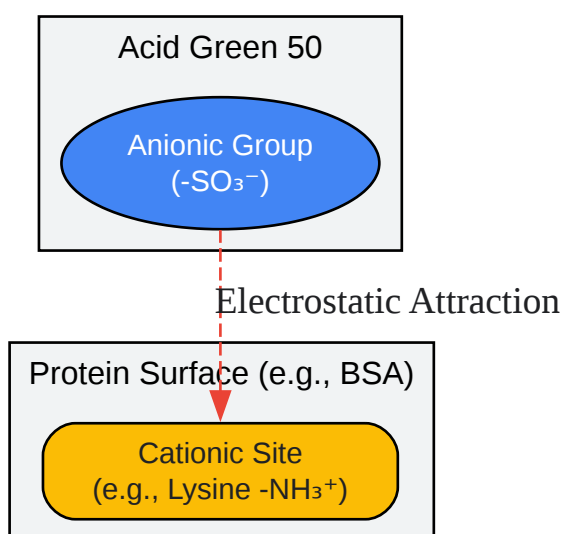 Acid Green 50
Anionic Group
(-SO₃⁻)
Electrostatic Attraction
Protein Surface (e.g., BSA)
Cationic Site
(e.g., Lysine -NH₃⁺)